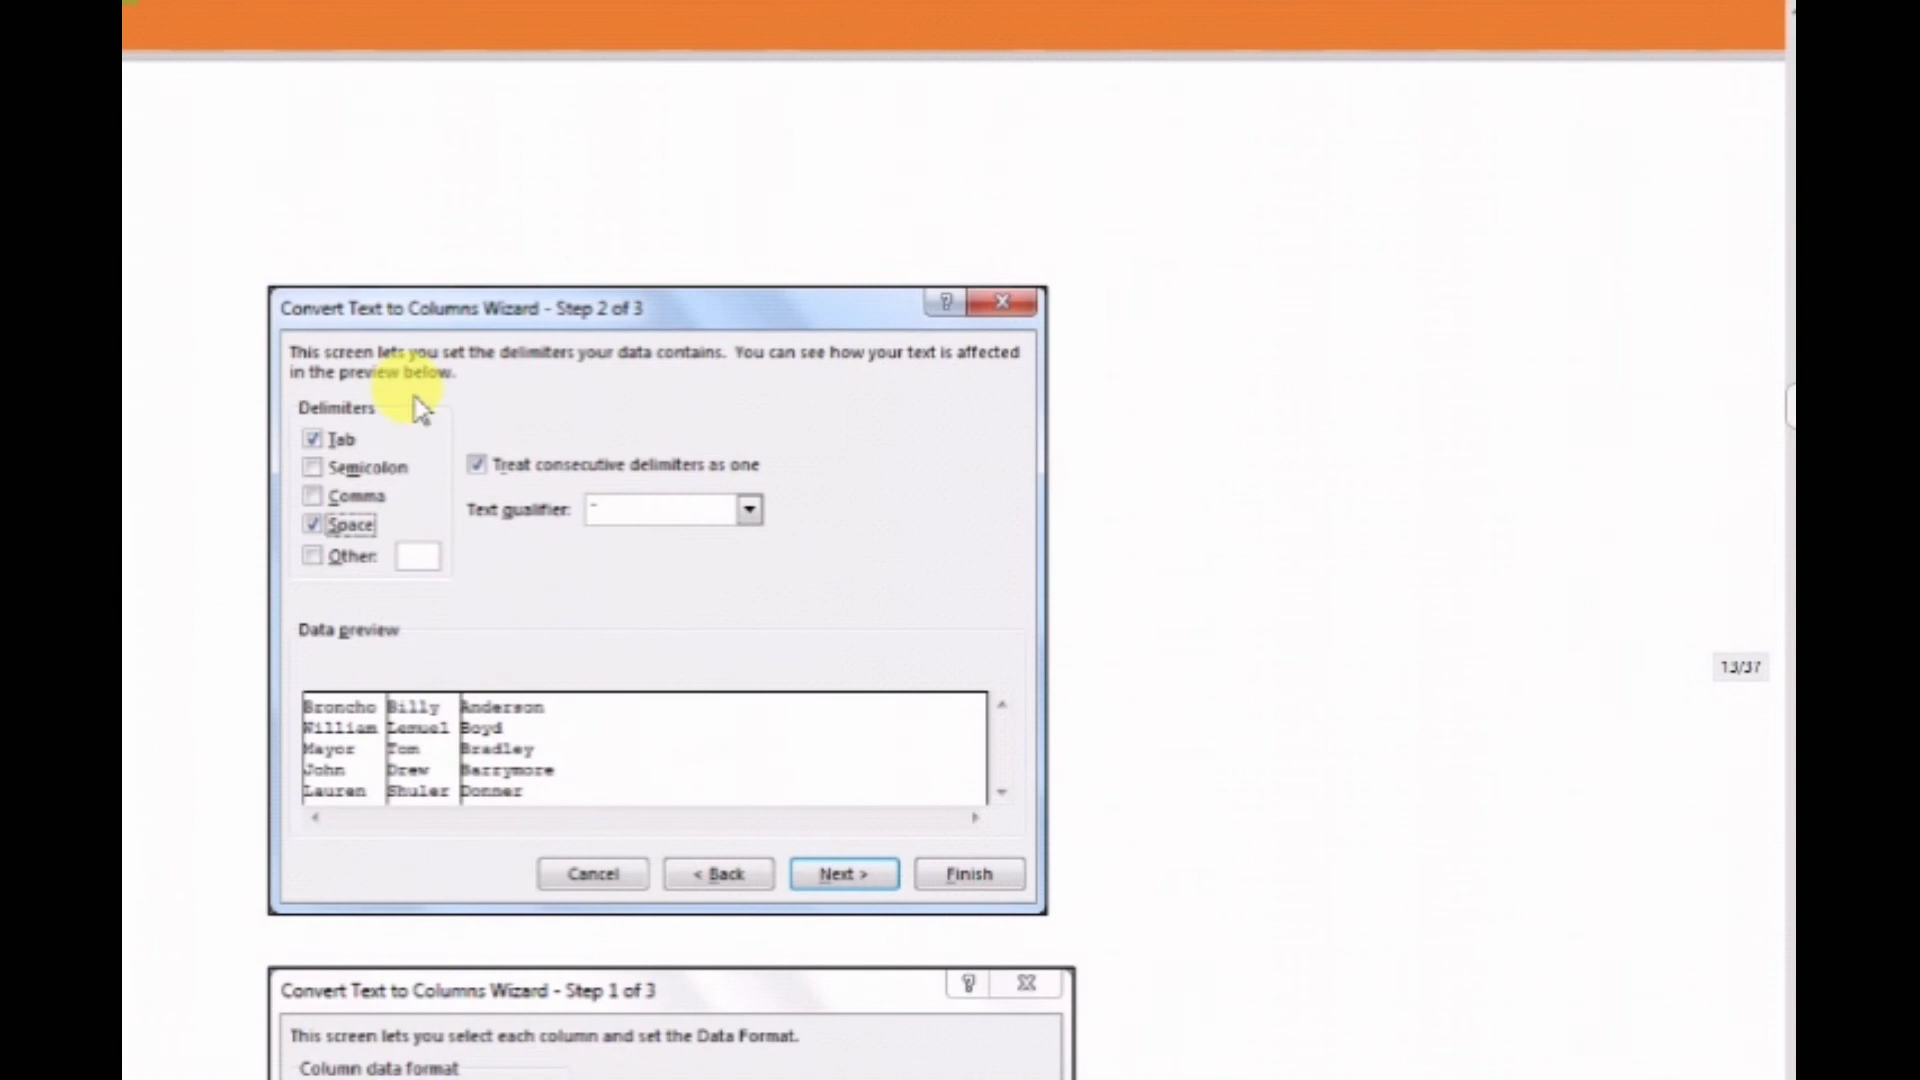 Convert Text to Columns Wizard - Step 2 of 3
This screen lets you set the delimiters your data contains. You can see how your text is affected
in the preview below.
Delimiters
Tab
Semicolon
Treat consecutive delimiters as one
Comma
Text qualifier:
Space
Other:
Data preview
Broncho Billy Anderson
William Lemuel Boyd
Mayor Tom Bradley
John Drew Barrymore
Lauren Shuler Donner
Cancel
< Back
Next >
Finish
13/37
Convert Text to Columns Wizard - Step 1 of 3
This screen lets you select each column and set the Data Format.
Column data format